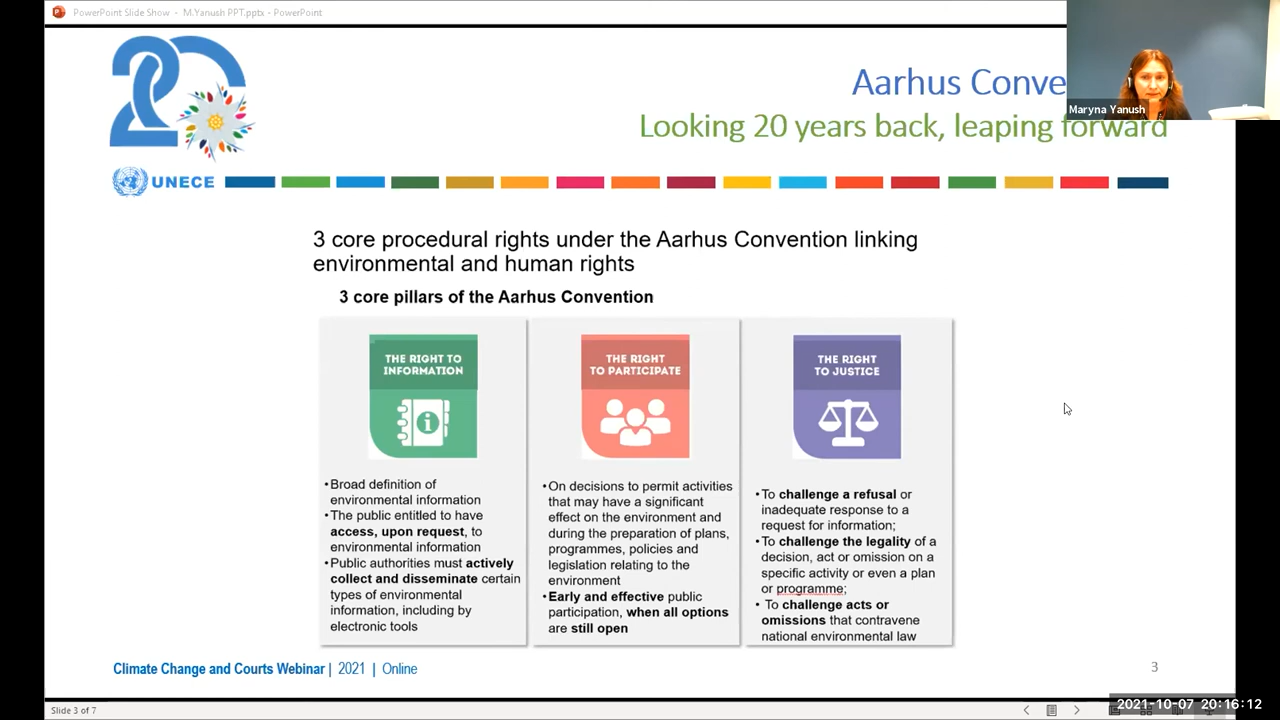 PowerPoint Slide Show - M.Yanush PPT.pptx - PowerPoint
20
Aarhus Conve
Maryna Yanush
Looking 20 years back, leaping forward
UNECE
3 core procedural rights under the Aarhus Convention linking
environmental and human rights
3 core pillars of the Aarhus Convention
THE RIGHT TO
INFORMATION
•Broad definition of
environmental information
•The public entitled to have
access, upon request, to
environmental information
•Public authorities must actively
collect and disseminate certain
types of environmental
information, including by
electronic tools
THE RIGHT
TO PARTICIPATE
•On decisions to permit activities
that may have a significant
effect on the environment and
during the preparation of plans,
programmes, policies and
legislation relating to the
environment
•Early and effective public
participation, when all options
are still open
THE RIGHT
TO JUSTICE
•To challenge a refusal or
inadequate response to a
request for information;
•To challenge the legality of a
decision, act or omission on a
specific activity or even a plan
or programme;
• To challenge acts or
omissions that contravene
national environmental law
Climate Change and Courts Webinar | 2021 | Online
3
Slide 3 of 7
2021-10-07 20:16:12